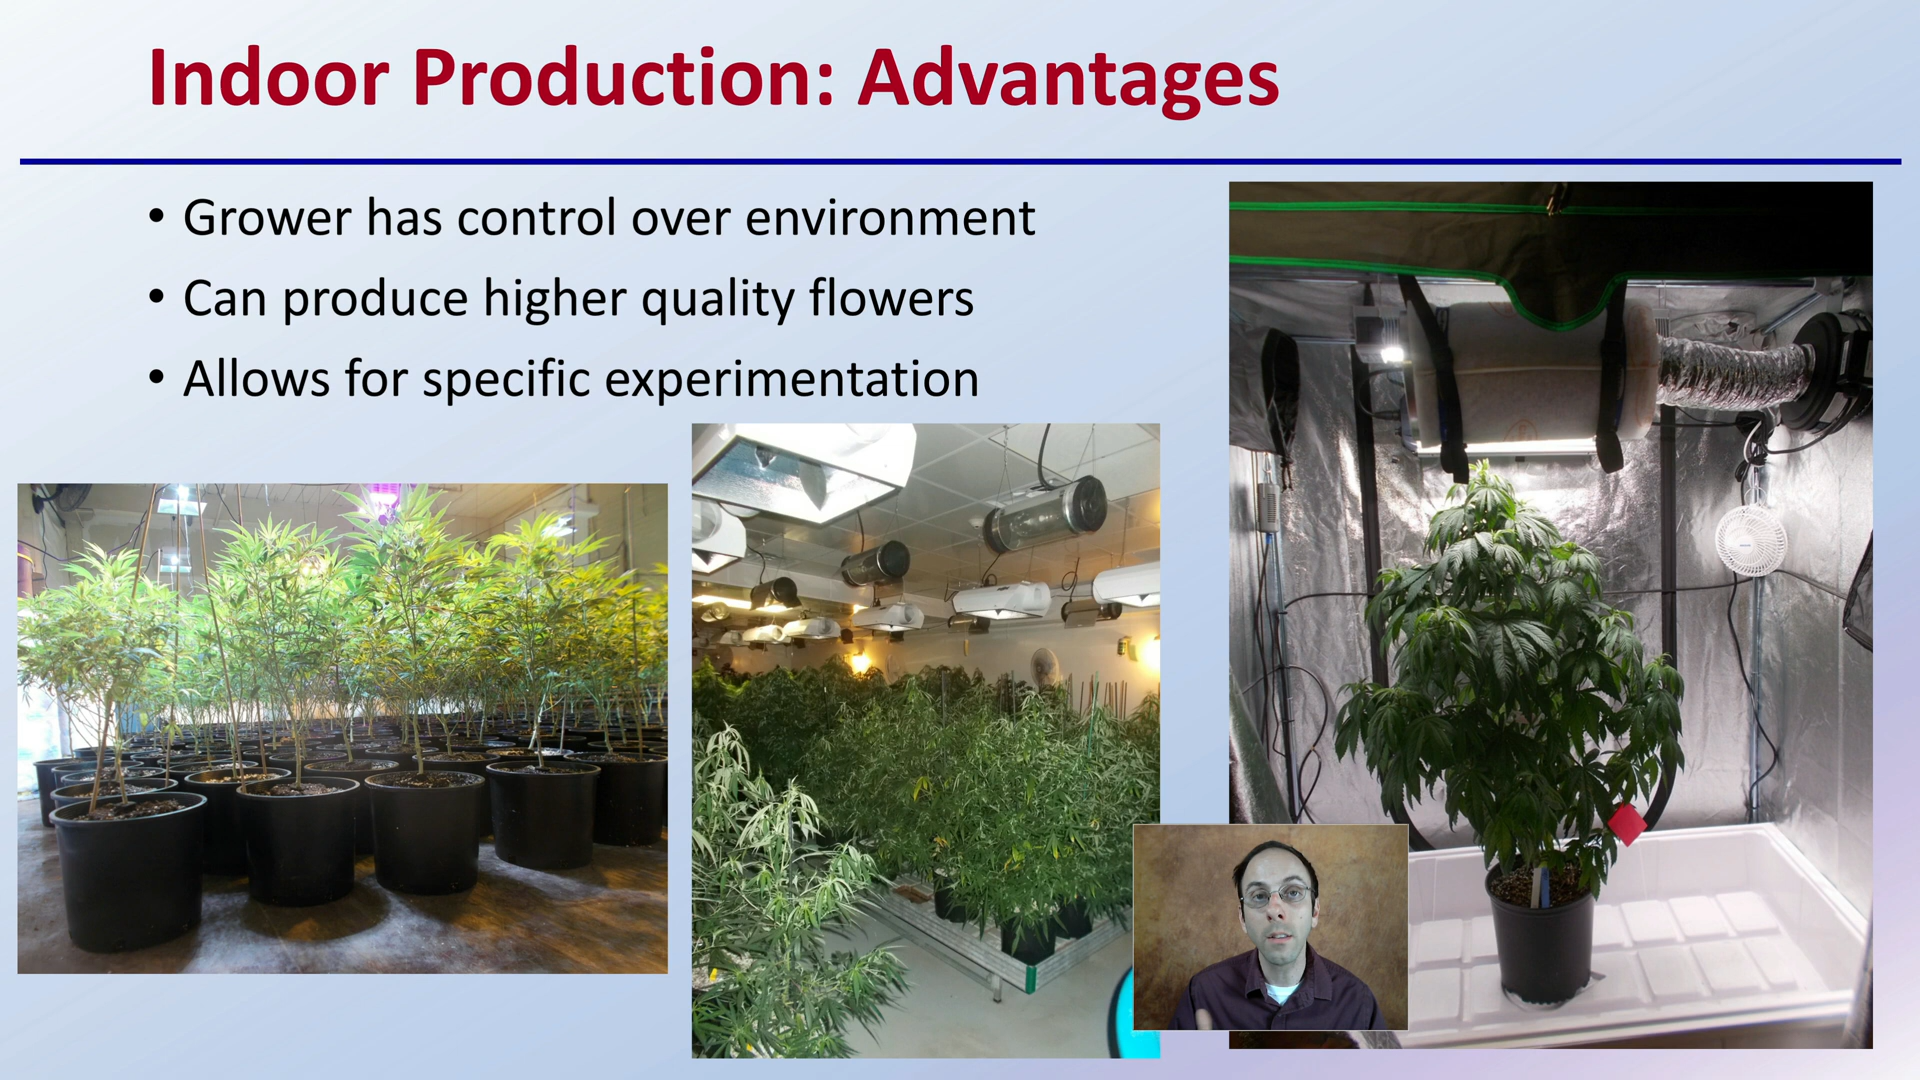 Indoor Production: Advantages
• Grower has control over environment
• Can produce higher quality flowers
• Allows for specific experimentation